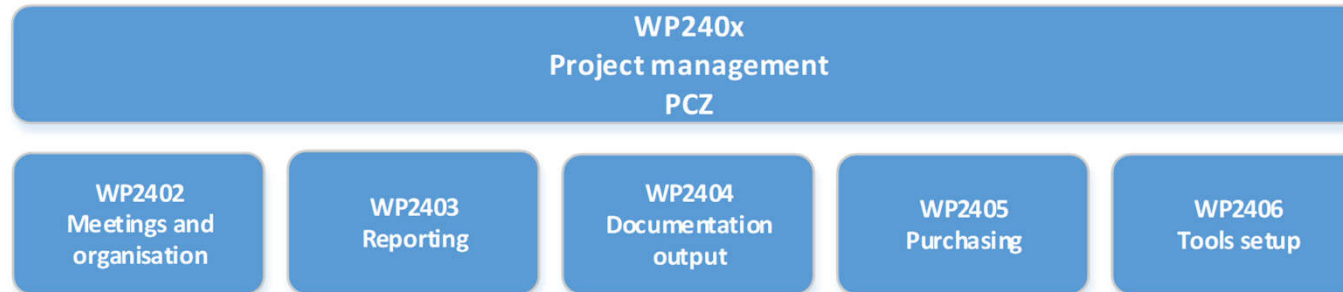 WP240x
Project management
PCZ
WP2402
Meetings and
organisation
WP2403
Reporting
WP2404
Documentation
output
WP2405
Purchasing
WP2406
Tools setup